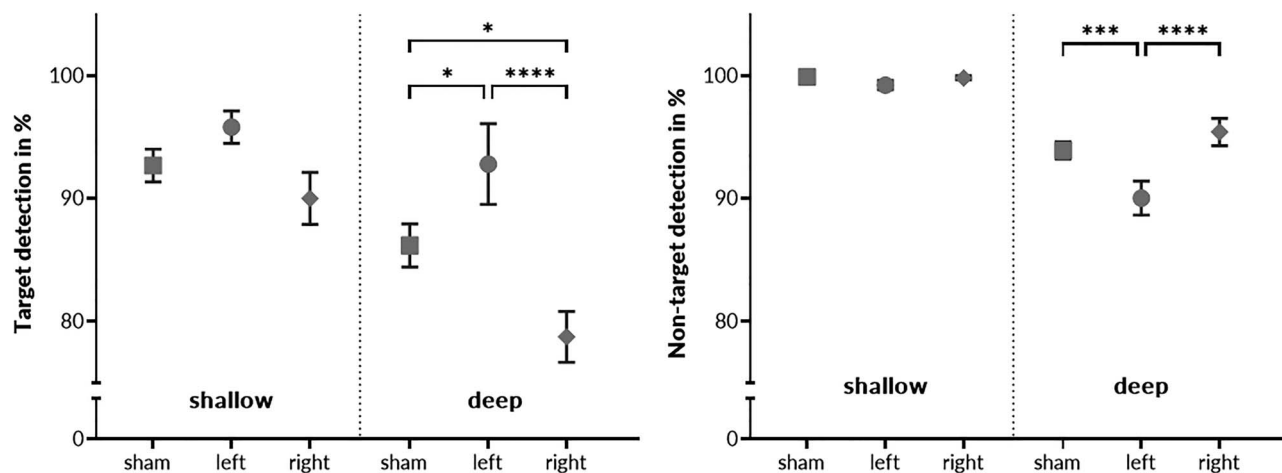 Target detection in %
100
90
80
0
*
* ****
shallow deep
sham left right sham left right
Non-target detection in %
100
90
80
0
*** ****
shallow deep
sham left right sham left right